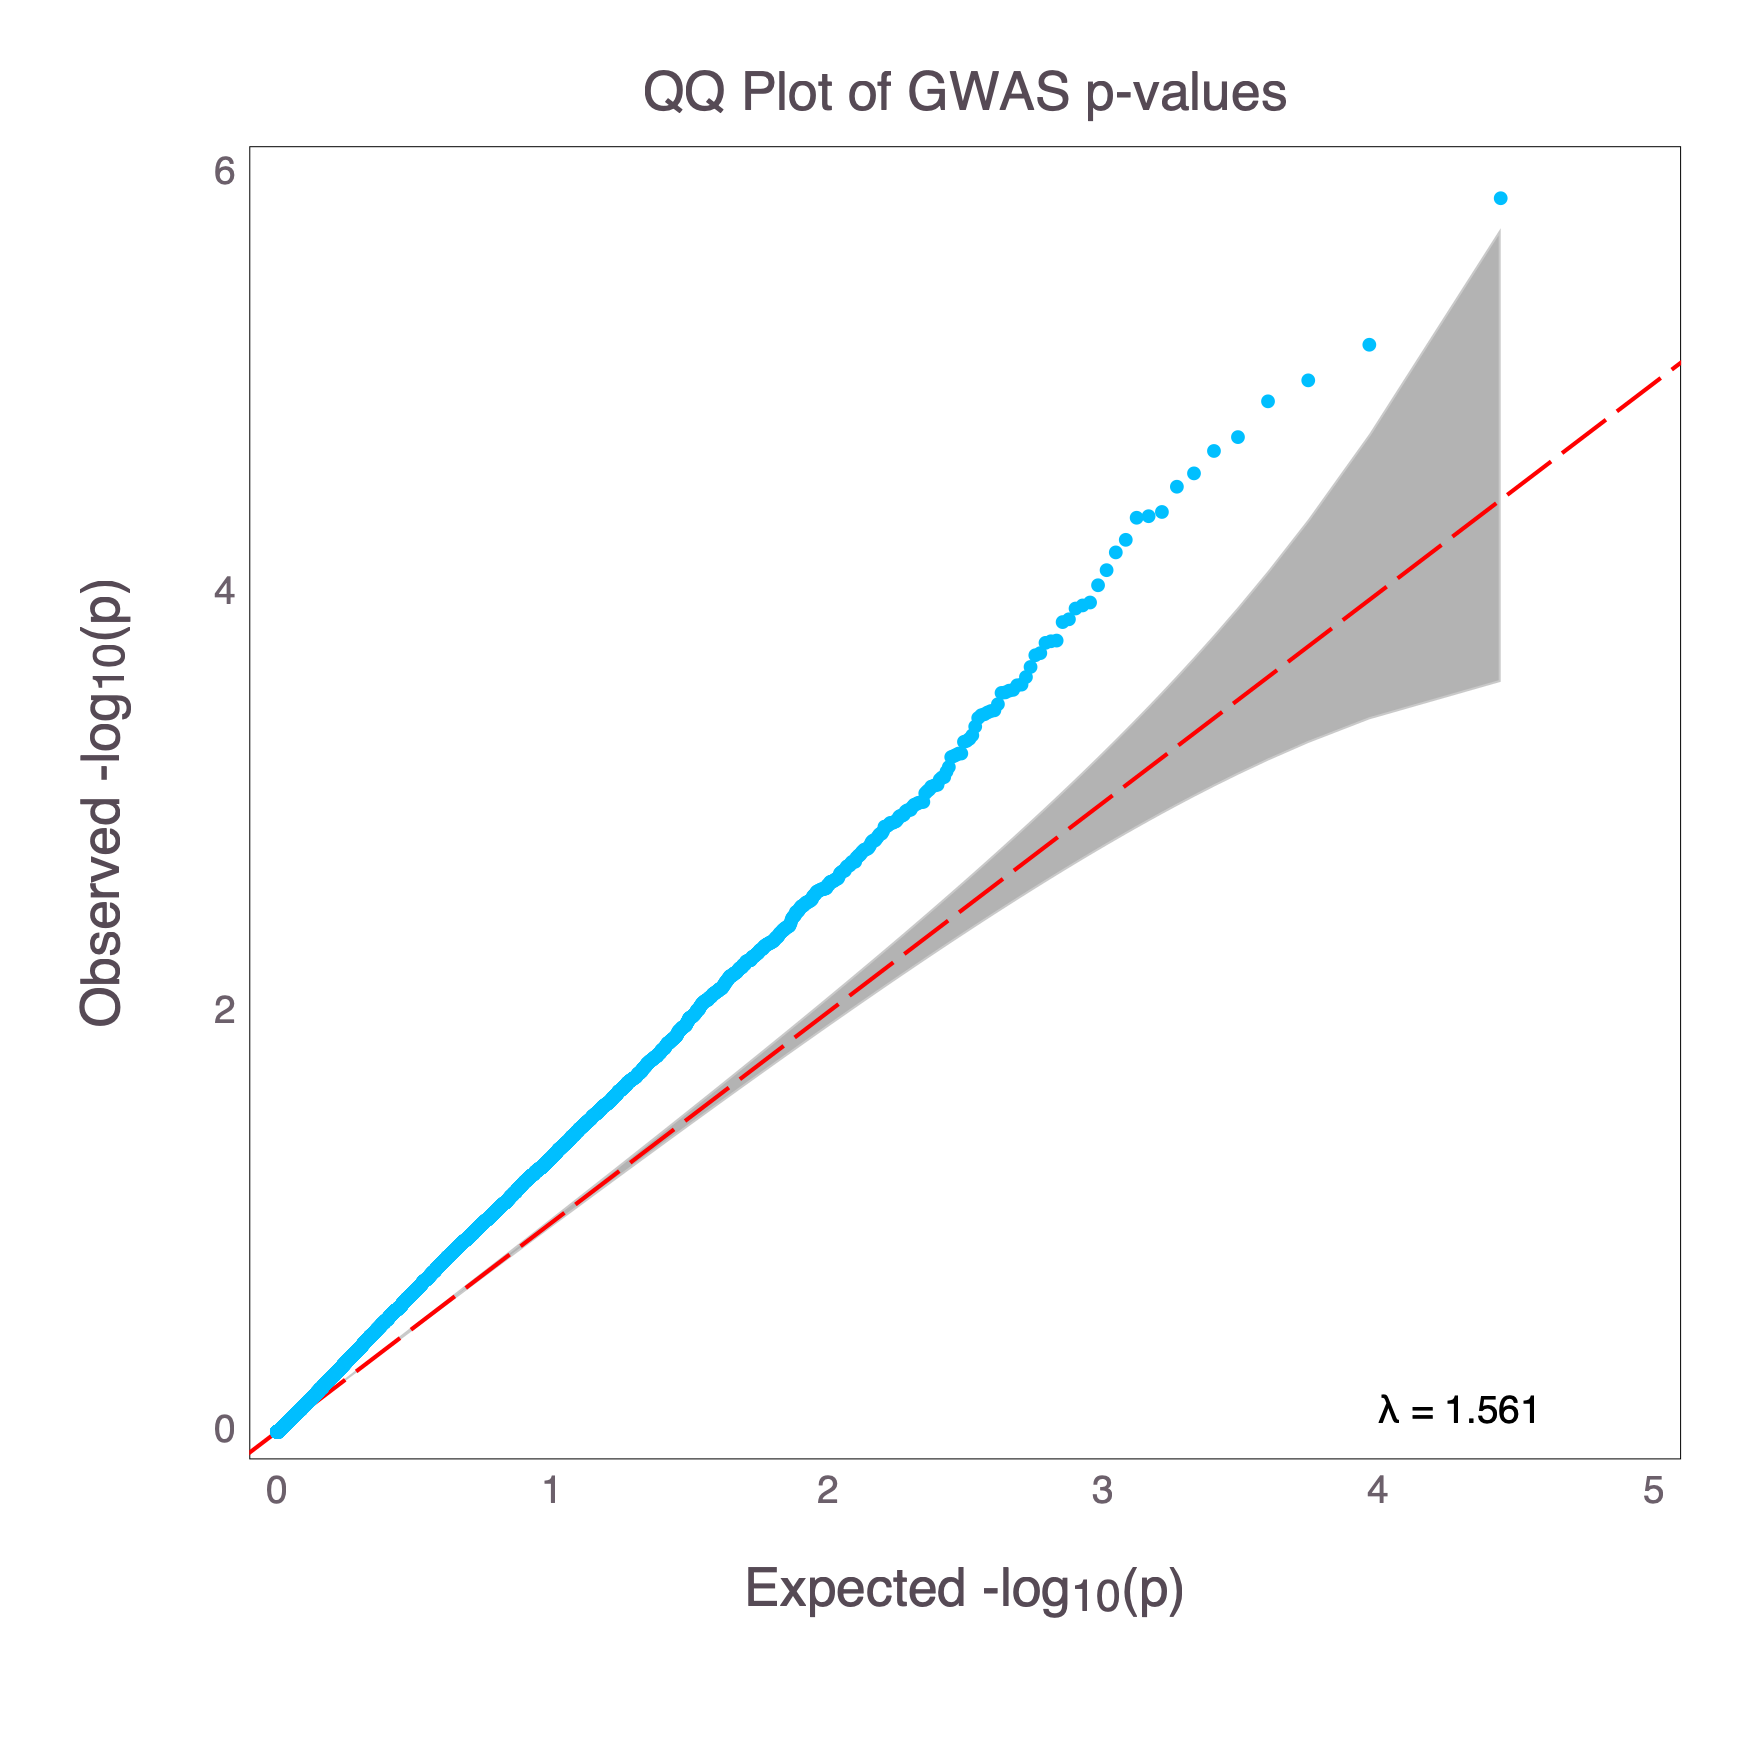 QQ Plot of GWAS p-values
6
4
2
0
Observed -log10(p)
λ = 1.561
0 1 2 3 4 5
Expected -log10(p)